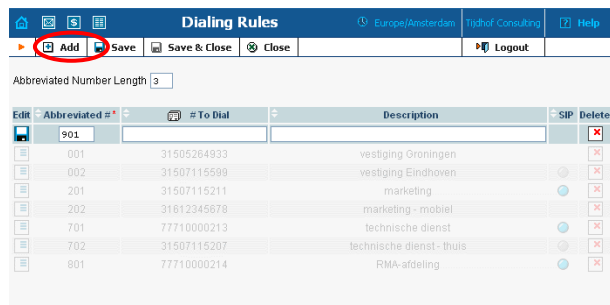 Dialing Rules Europe/Amsterdam Tijdhof Consulting [?] Help
Add Save Save & Close Close Logout
Abbreviated Number Length 3
Edit Abbreviated #* # To Dial Description SIP Delete
901
001 31505264933 vestiging Groningen
002 31507115599 vestiging Eindhoven
201 31507115211 marketing
202 31612345678 marketing - mobiel
701 77710000213 technische dienst
702 31507115207 technische dienst - thuis
801 77710000214 RMA-afdeling